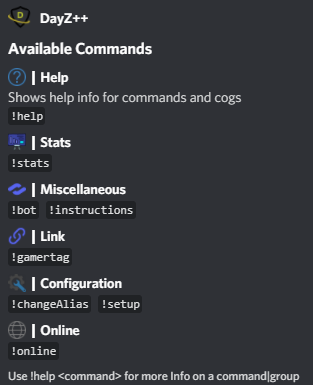 DayZ++
Available Commands
? | Help
Shows help info for commands and cogs
!help
| Stats
!stats
| Miscellaneous
!bot !instructions
| Link
!gamertag
| Configuration
!changeAlias !setup
| Online
!online
Use !help <command> for more Info on a command|group